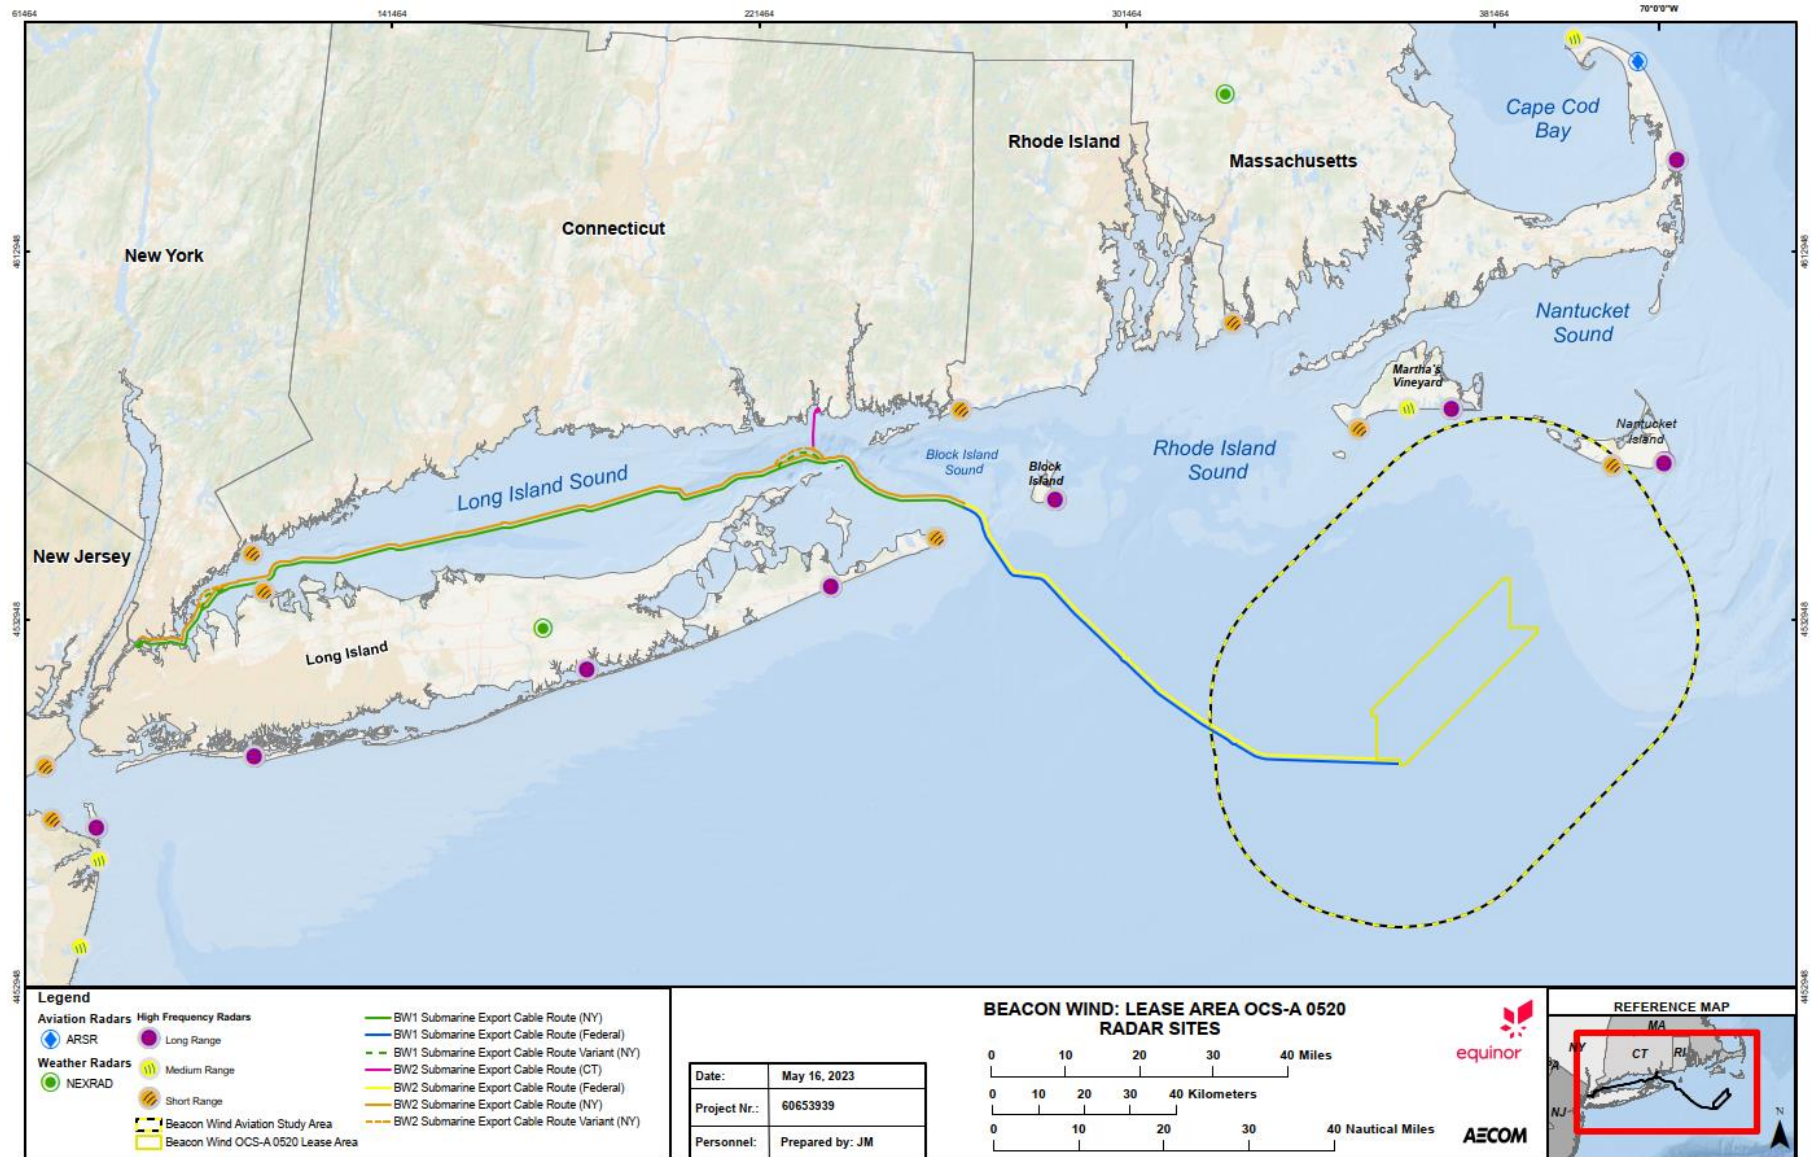 61464
141464
221464
301464
381464
70°0'0"W
4612948
4612948
4532948
4532948
4452948
4452948
Cape Cod
Bay
Rhode Island
Massachusetts
Connecticut
New York
Nantucket
Sound
Martha's
Vineyard
Nantucket
Island
Rhode Island
Sound
Block Island
Sound
Block
Island
Long Island Sound
New Jersey
Long Island
Legend
Aviation Radars
ARSR
Weather Radars
NEXRAD
High Frequency Radars
Long Range
Medium Range
Short Range
Beacon Wind Aviation Study Area
Beacon Wind OCS-A 0520 Lease Area
BW1 Submarine Export Cable Route (NY)
BW1 Submarine Export Cable Route (Federal)
BW1 Submarine Export Cable Route Variant (NY)
BW2 Submarine Export Cable Route (CT)
BW2 Submarine Export Cable Route (Federal)
BW2 Submarine Export Cable Route (NY)
BW2 Submarine Export Cable Route Variant (NY)
Date: May 16, 2023
Project Nr.: 60653939
Personnel: Prepared by: JM
BEACON WIND: LEASE AREA OCS-A 0520
RADAR SITES
0 10 20 30 40 Miles
0 10 20 30 40 Kilometers
0 10 20 30 40 Nautical Miles
equinor
AECOM
REFERENCE MAP
MA
NY
CT
RI
PA
NJ
N